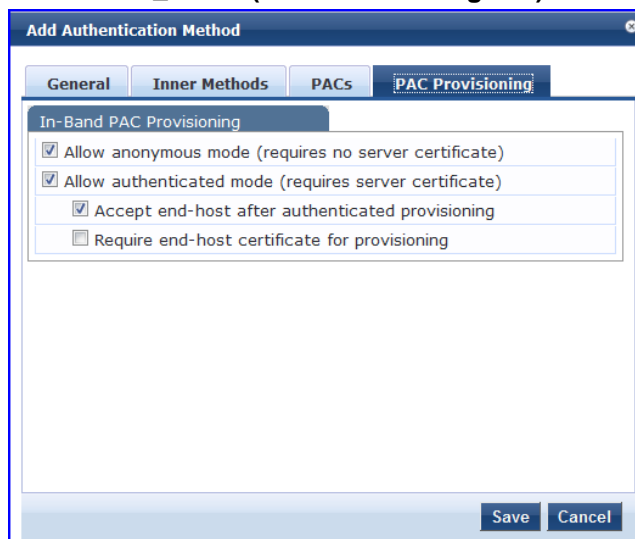 Add Authentication Method
General Inner Methods PACs PAC Provisioning
In-Band PAC Provisioning
Allow anonymous mode (requires no server certificate)
Allow authenticated mode (requires server certificate)
Accept end-host after authenticated provisioning
Require end-host certificate for provisioning
Save Cancel